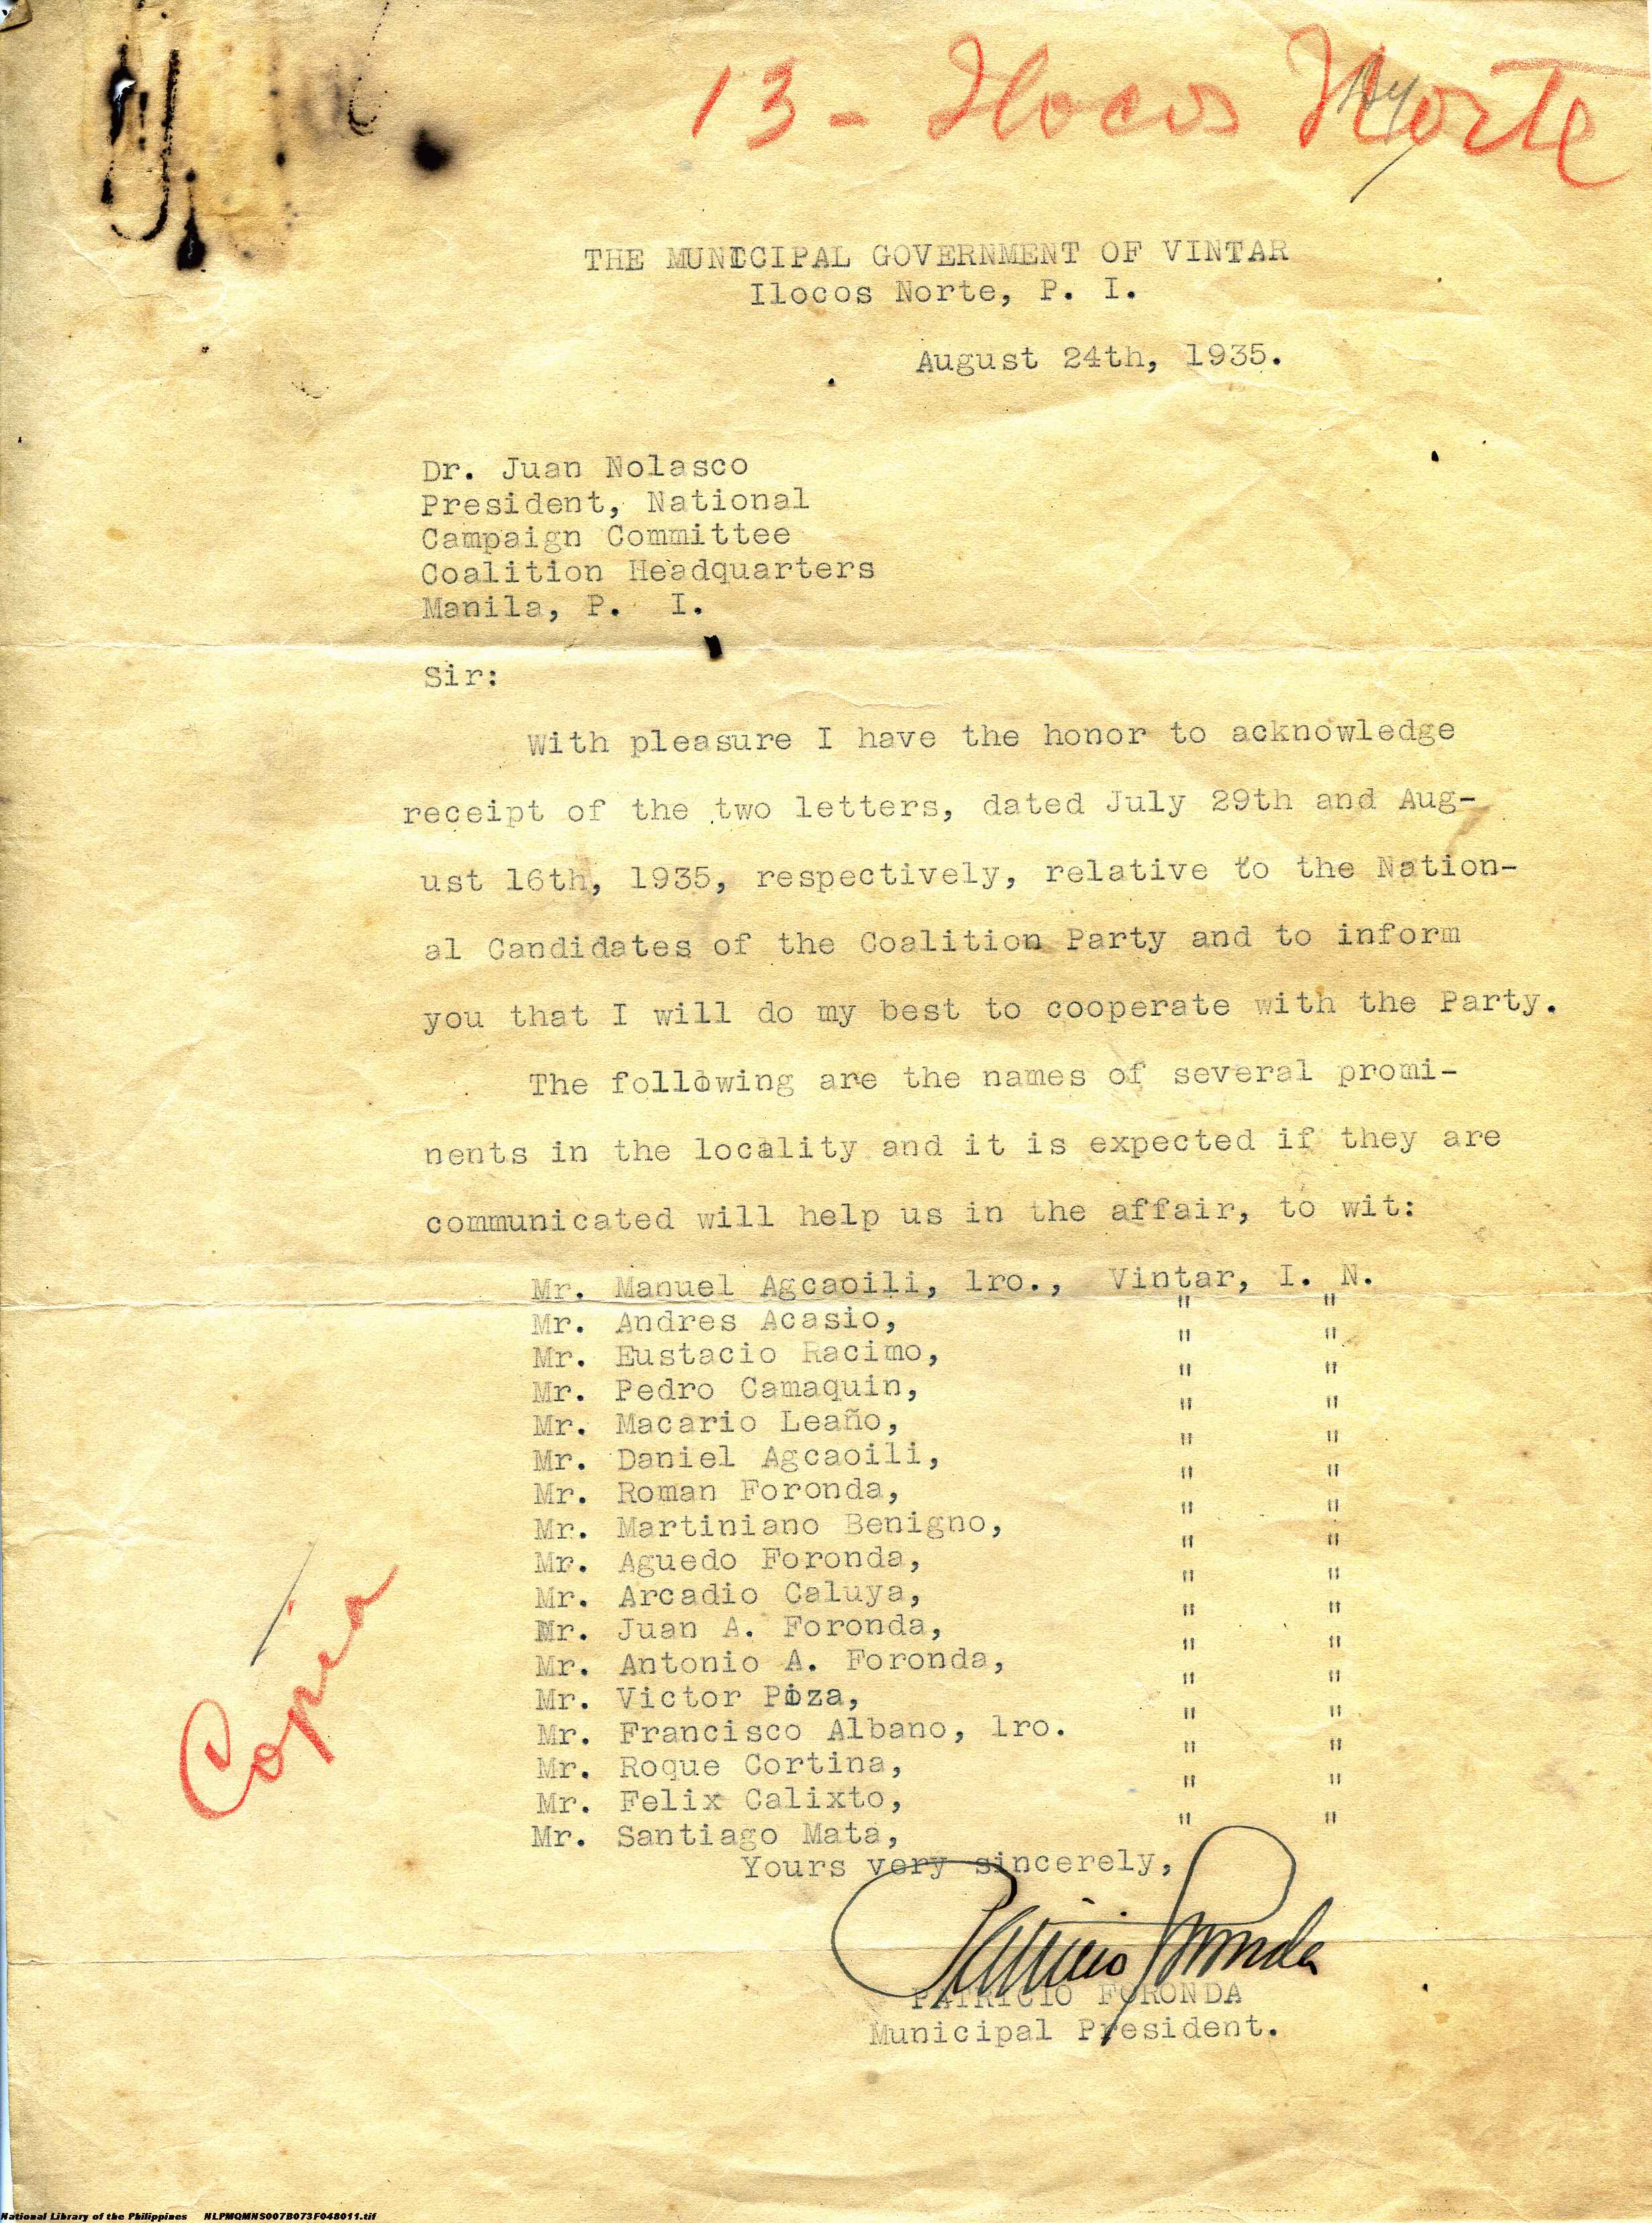 13 - Ilocos Norte
THE MUNICIPAL GOVERNMENT OF VINTAR
Ilocos Norte, P. I.
August 24th, 1935.
Dr. Juan Nolasco
President, National
Campaign Committee
Coalition Headquarters
Manila, P. I.
Sir:
With pleasure I have the honor to acknowledge
receipt of the two letters, dated July 29th and Aug-
ust 16th, 1935, respectively, relative to the Nation-
al Candidates of the Coalition Party and to inform
you that I will do my best to cooperate with the Party.
The following are the names of several promi-
nents in the locality and it is expected if they are
communicated will help us in the affair, to wit:
Mr. Manuel Agcaoili, 1ro., Vintar, I. N.
Mr. Andres Acasio, " "
Mr. Eustacio Racimo, " "
Mr. Pedro Camaquin, " "
Mr. Macario Leaño, " "
Mr. Daniel Agcaoili, " "
Mr. Roman Foronda, " "
Mr. Martiniano Benigno, " "
Mr. Aguedo Foronda, " "
Mr. Arcadio Caluya, " "
Mr. Juan A. Foronda, " "
Mr. Antonio A. Foronda, " "
Mr. Victor " "
Mr. Francisco Albano, 1ro. " "
Mr. Roque Cortina, " "
Mr. Felix Calixto, " "
Mr. Santiago Mata, " "
Copia
Yours very sincerely,
Patricio Foronda
PATRICIO FORONDA
Municipal President.
National Library of the Philippines NLPMQMNS007B073F048011.tif